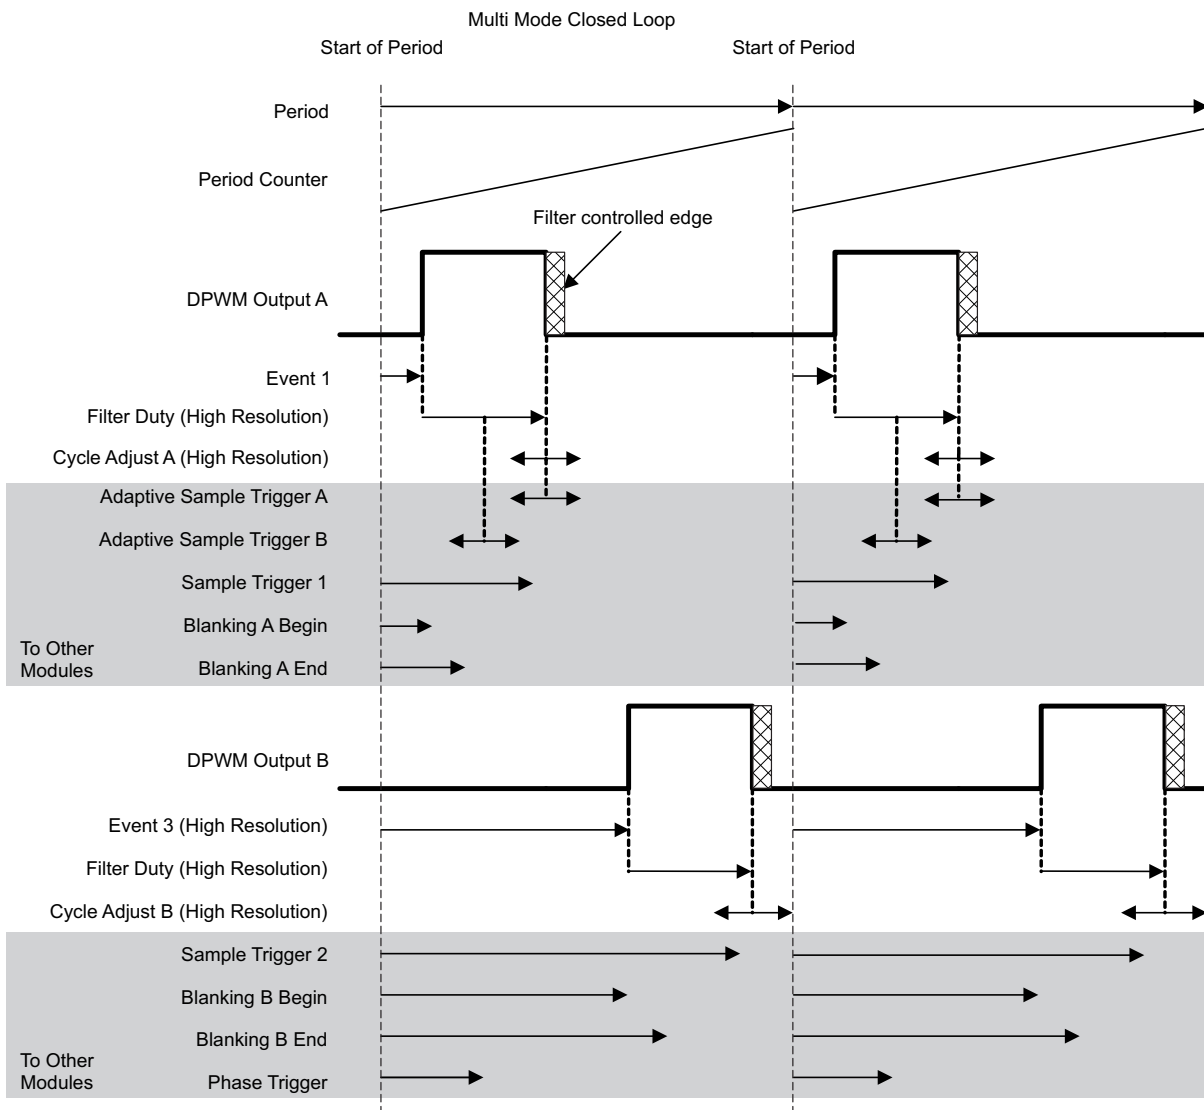 Multi Mode Closed Loop
Start of Period
Start of Period
Period
Period Counter
Filter controlled edge
DPWM Output A
Event 1
Filter Duty (High Resolution)
Cycle Adjust A (High Resolution)
Adaptive Sample Trigger A
Adaptive Sample Trigger B
Sample Trigger 1
Blanking A Begin
To Other
Modules
Blanking A End
DPWM Output B
Event 3 (High Resolution)
Filter Duty (High Resolution)
Cycle Adjust B (High Resolution)
Sample Trigger 2
Blanking B Begin
Blanking B End
To Other
Modules
Phase Trigger